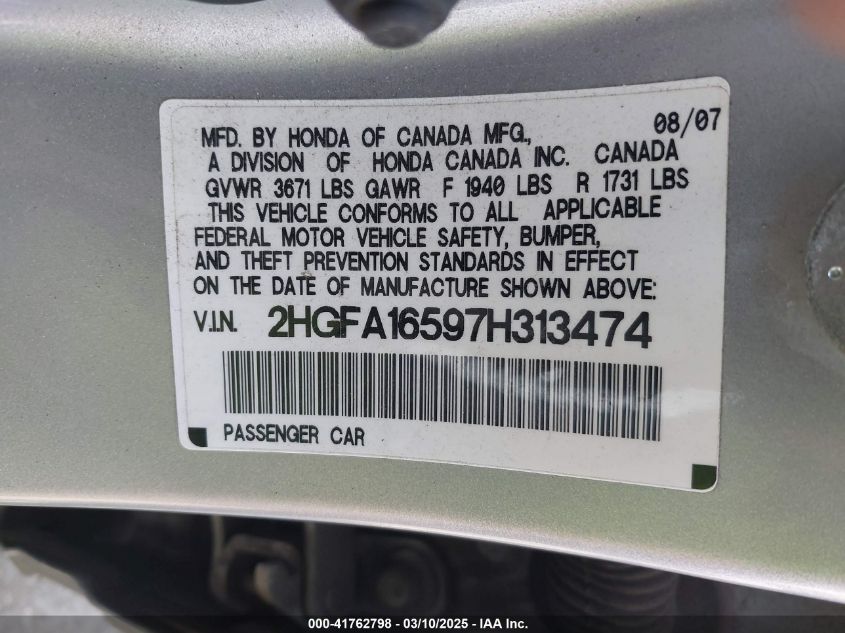 08/07
MFD. BY HONDA OF CANADA MFG.,
A DIVISION OF HONDA CANADA INC. CANADA
GVWR 3671 LBS GAWR F 1940 LBS R 1731 LBS
THIS VEHICLE CONFORMS TO ALL APPLICABLE
FEDERAL MOTOR VEHICLE SAFETY, BUMPER,
AND THEFT PREVENTION STANDARDS IN EFFECT
ON THE DATE OF MANUFACTURE SHOWN ABOVE:
V.I.N. 2HGFA16597H313474
PASSENGER CAR
000-41762798 - 03/10/2025 - IAA Inc.